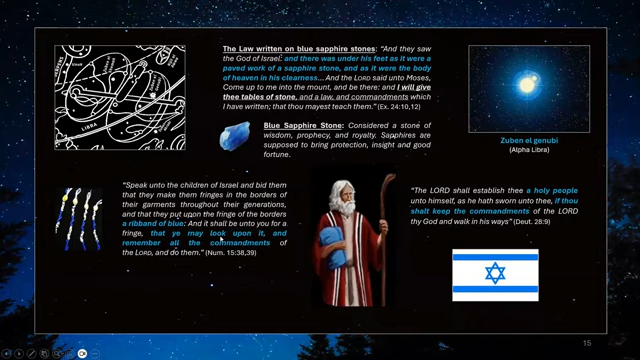 The Law written on blue sapphire stones: "And they saw
the God of Israel: and there was under his feet as it were a
paved work of a sapphire stone, and as it were the body
of heaven in his clearness... And the LORD said unto Moses,
Come up to me into the mount, and be there: and I will give
thee tables of stone, and a law, and commandments which
I have written; that thou mayest teach them." (Ex. 24:10,12)
Blue Sapphire Stone: Considered a stone of
wisdom, prophecy, and royalty. Sapphires are
supposed to bring protection, insight and good
fortune.
LIBRA
Zuben el genubi
(Alpha Libra)
"Speak unto the children of Israel and bid them
that they make them fringes in the borders of
their garments throughout their generations,
and that they put upon the fringe of the borders
a ribband of blue: And it shall be unto you for a
fringe, that ye may look upon it, and
remember all the commandments of
the LORD, and do them." (Num. 15:38,39)
"The LORD shall establish thee a holy people
unto himself, as he hath sworn unto thee, if thou
shalt keep the commandments of the LORD
thy God and walk in his ways" (Deut. 28:9)
15